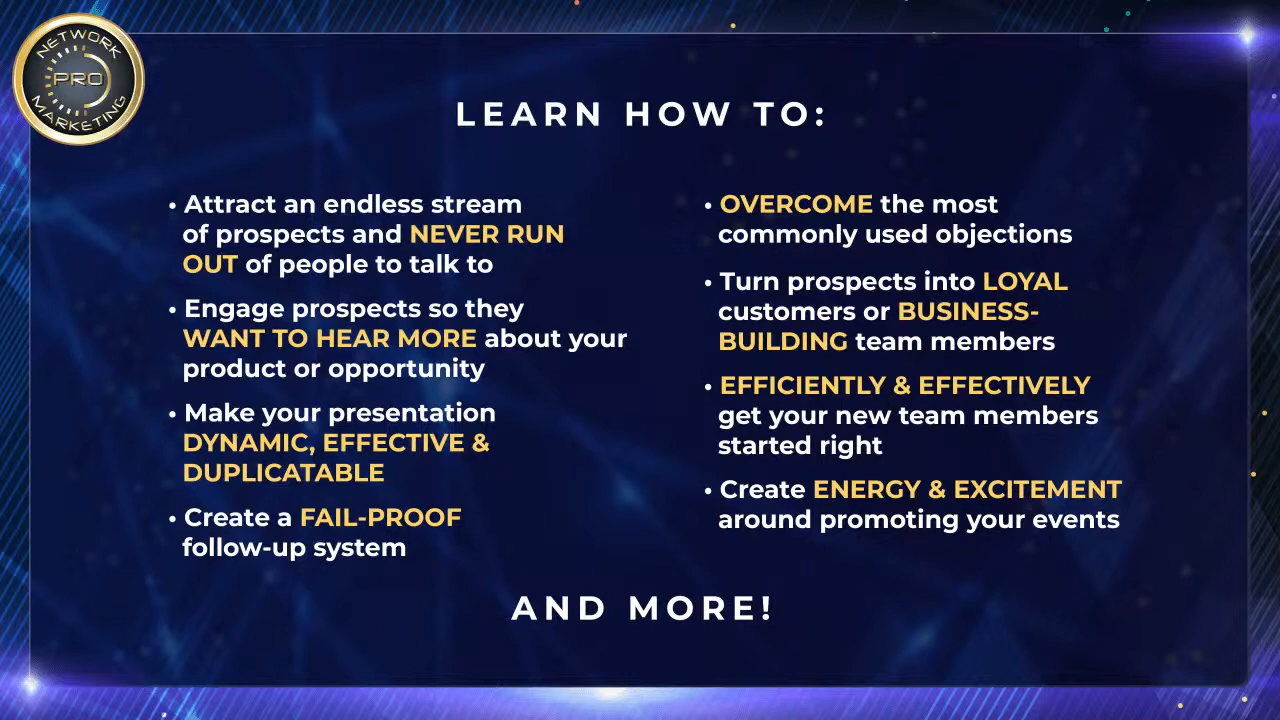 NETWORK
PRO
MARKETING
LEARN HOW TO:
• Attract an endless stream
of prospects and NEVER RUN
OUT of people to talk to
• Engage prospects so they
WANT TO HEAR MORE about your
product or opportunity
• Make your presentation
DYNAMIC, EFFECTIVE &
DUPLICATABLE
• Create a FAIL-PROOF
follow-up system
• OVERCOME the most
commonly used objections
• Turn prospects into LOYAL
customers or BUSINESS-
BUILDING team members
• EFFICIENTLY & EFFECTIVELY
get your new team members
started right
• Create ENERGY & EXCITEMENT
around promoting your events
AND MORE!